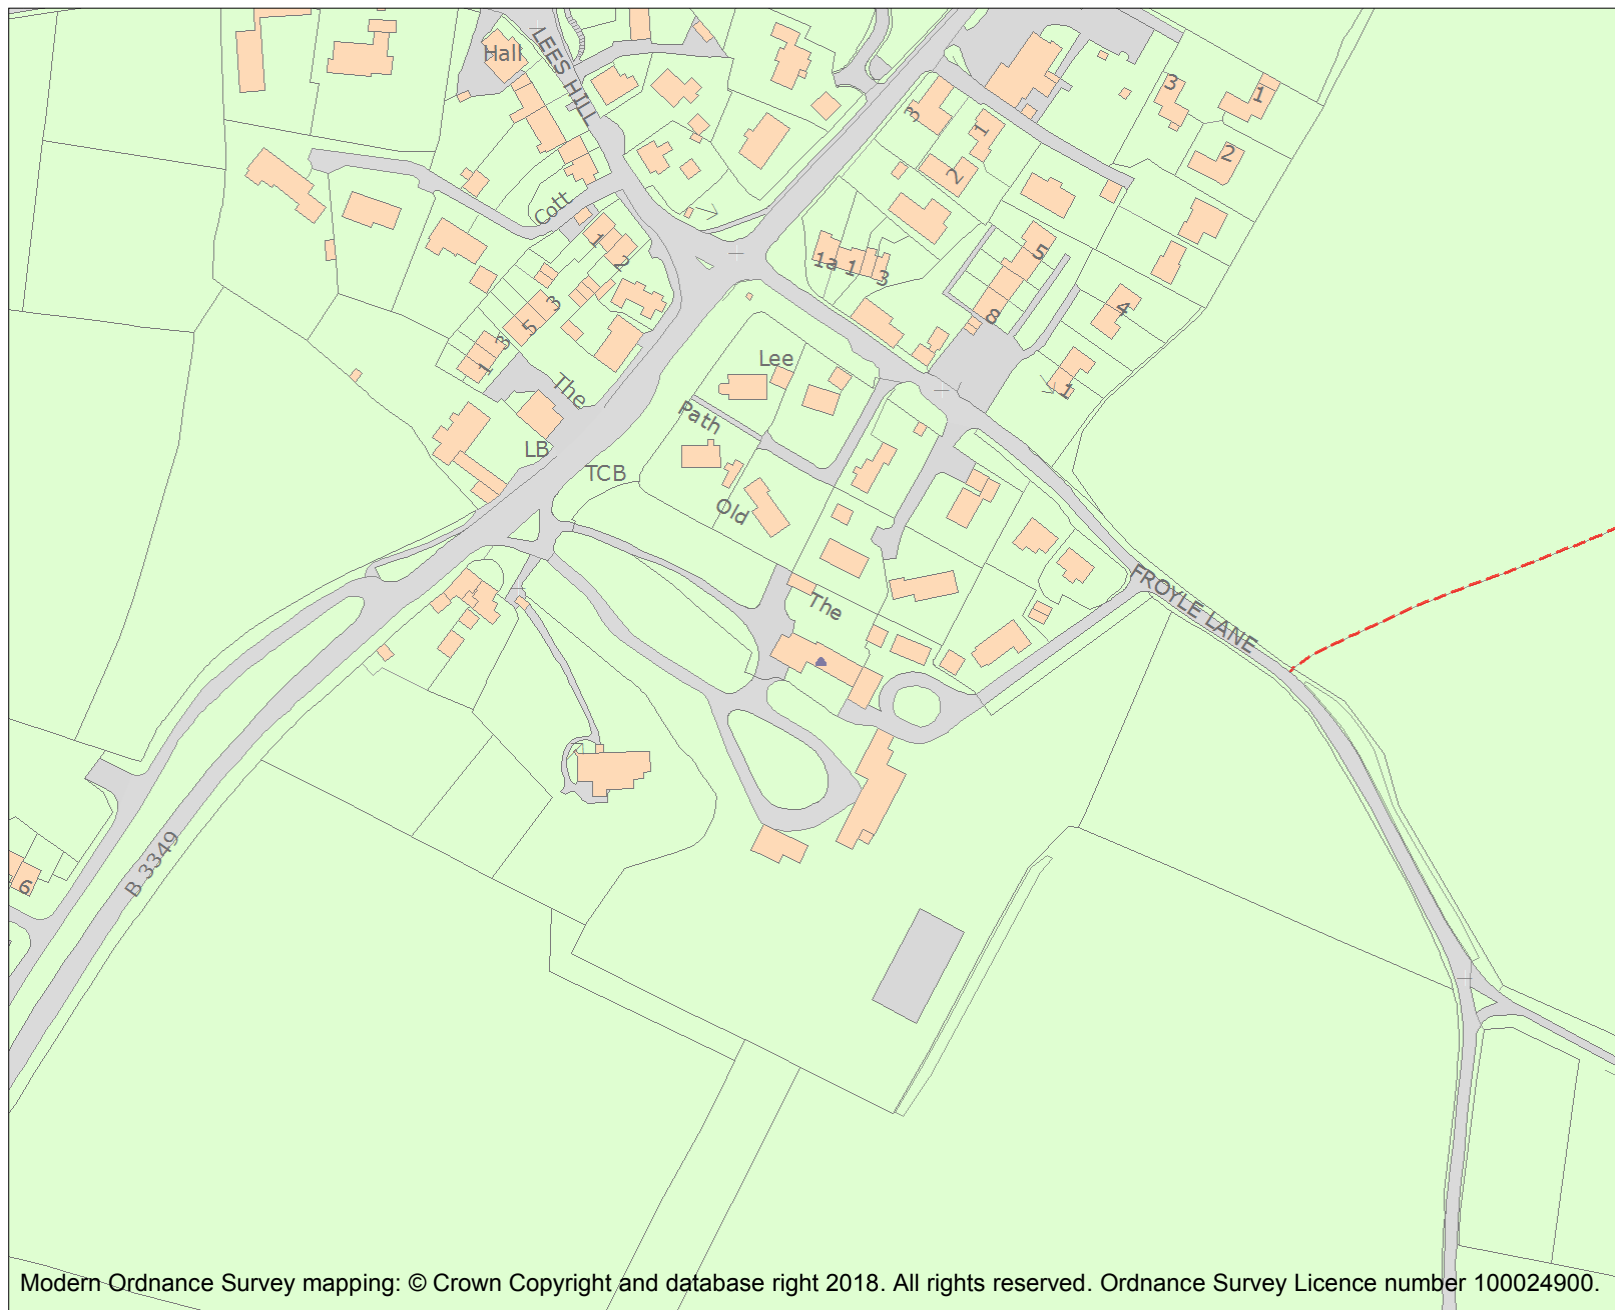 Hall
LEES HILL
3
1
2
3
1
2
Cott
1
2
1a 1
3
5
8
4
1
3
5
3
1
The
Lee
Path
LB
TCB
Old
The
FROYLE LANE
B 3349
6
Modern Ordnance Survey mapping: © Crown Copyright and database right 2018. All rights reserved. Ordnance Survey Licence number 100024900.